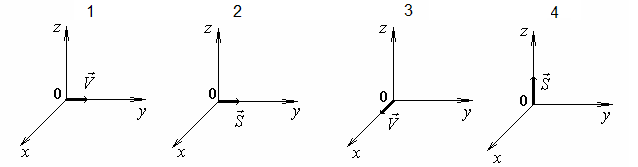 1 2 3 4
z z z z
0 V⃗ y 0 S⃗ y 0 V⃗ y 0 S⃗ y
x x x x